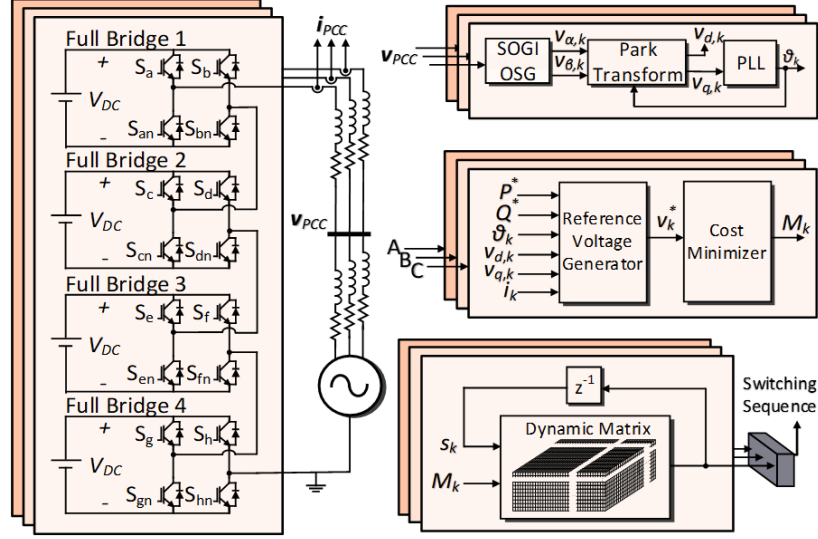 Full Bridge 1
+
S_a
S_b
V_DC
S_an
S_bn
-
Full Bridge 2
+
S_c
S_d
V_DC
S_cn
S_dn
-
Full Bridge 3
+
S_e
S_f
V_DC
S_en
S_fn
-
Full Bridge 4
+
S_g
S_h
V_DC
S_gn
S_hn
-
i_PCC
v_PCC
v_PCC
SOGI
OSG
v_α,k
v_β,k
Park
Transform
v_d,k
v_q,k
PLL
ϑ_k
A
B
C
P*
Q*
ϑ_k
v_d,k
v_q,k
i_k
Reference
Voltage
Generator
v_k*
Cost
Minimizer
M_k
z⁻¹
Dynamic Matrix
s_k
M_k
Switching
Sequence